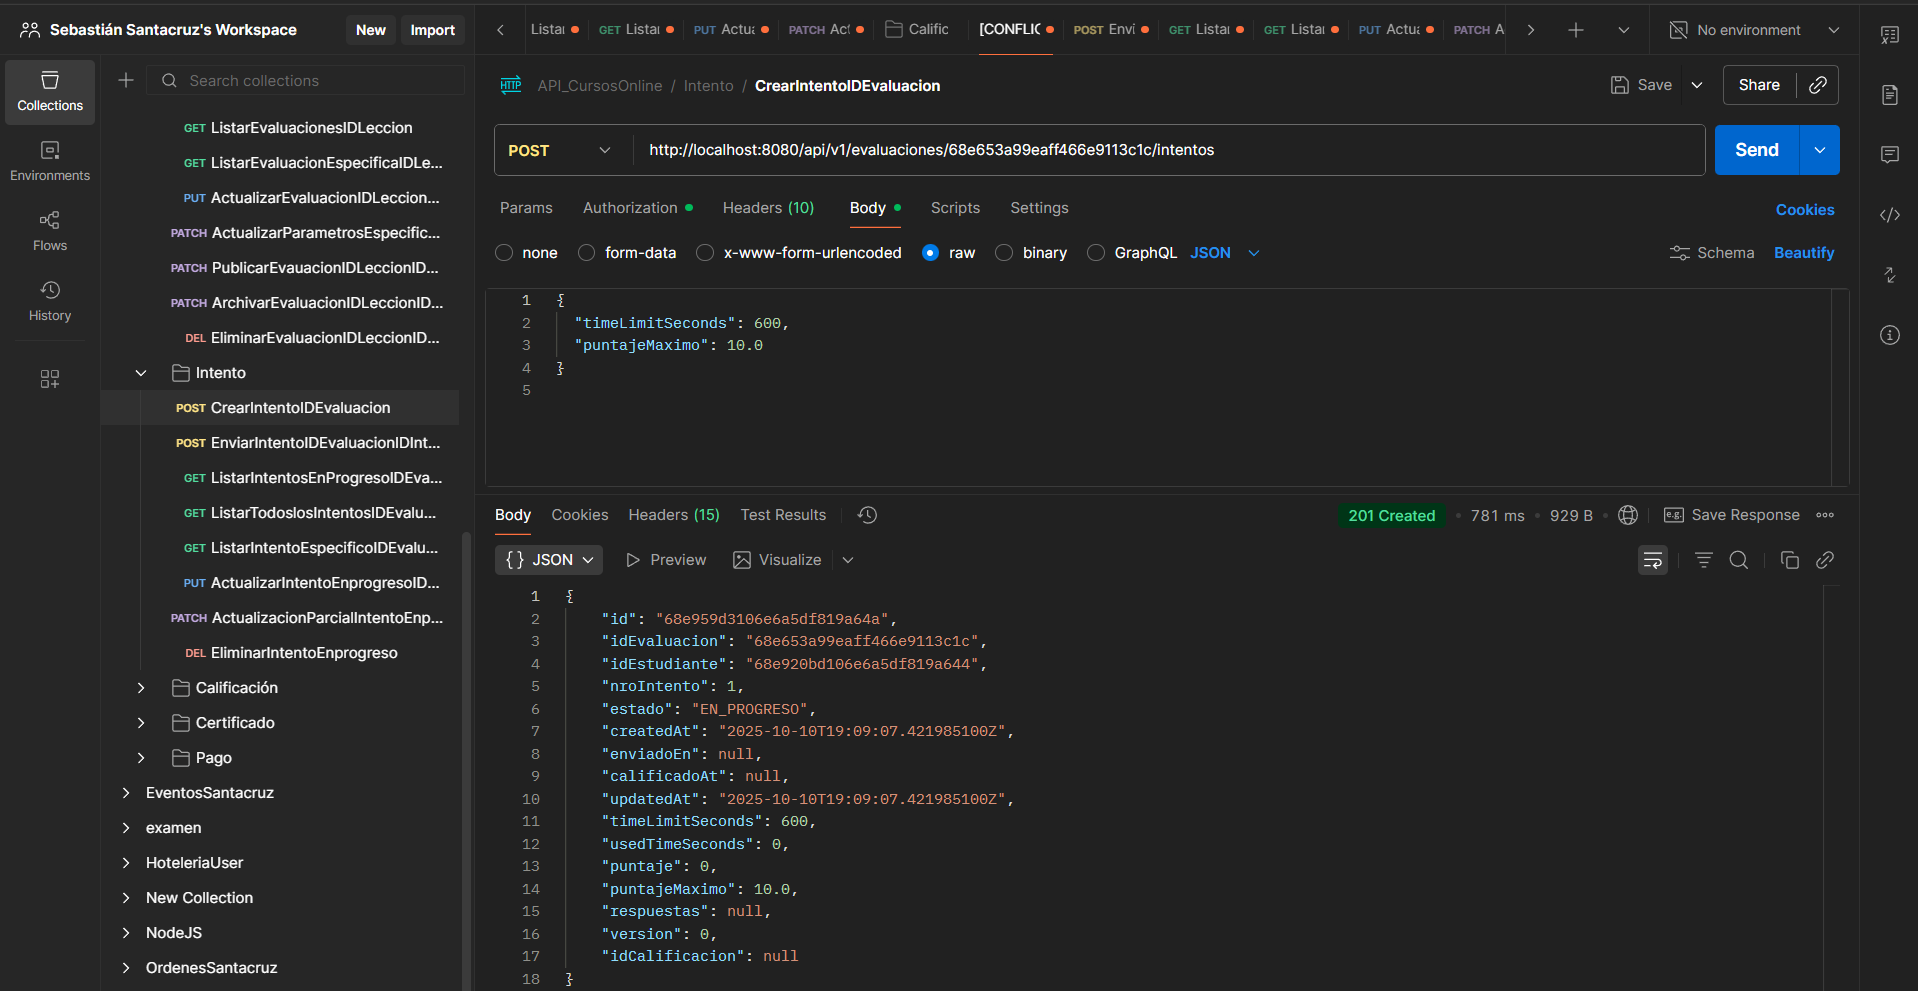 Sebastián Santacruz's Workspace
New
Import
Listar
GET Listar
PUT Actua
PATCH Act
Calific
[CONFLIC
POST Envi
GET Listar
GET Listar
PUT Actua
PATCH A
No environment
Collections
Environments
Flows
History
Search collections
GET ListarEvaluacionesIDLeccion
GET ListarEvaluacionEspecificaIDLe...
PUT ActualizarEvaluacionIDLeccion...
PATCH ActualizarParametrosEspecific...
PATCH PublicarEvauacionIDLeccionID...
PATCH ArchivarEvaluacionIDLeccionID...
DEL EliminarEvaluacionIDLeccionID...
Intento
POST CrearIntentoIDEvaluacion
POST EnviarIntentoIDEvaluacionIDInt...
GET ListarIntentosEnProgresoIDEva...
GET ListarTodoslosIntentosIDEvalu...
GET ListarIntentoEspecificoIDEvalu...
PUT ActualizarIntentoEnprogresoID...
PATCH ActualizacionParcialIntentoEnp...
DEL EliminarIntentoEnprogreso
Calificación
Certificado
Pago
EventosSantacruz
examen
HoteleriaUser
New Collection
NodeJS
OrdenesSantacruz
HTTP API_CursosOnline / Intento / CrearIntentoIDEvaluacion
Save
Share
POST http://localhost:8080/api/v1/evaluaciones/68e653a99eaff466e9113c1c/intentos
Send
Params Authorization Headers (10) Body Scripts Settings
Cookies
none form-data x-www-form-urlencoded raw binary GraphQL JSON
Schema Beautify
1 {
2 "timeLimitSeconds": 600,
3 "puntajeMaximo": 10.0
4 }
5
Body Cookies Headers (15) Test Results
201 Created • 781 ms • 929 B • e.g. Save Response
{} JSON Preview Visualize
1 {
2 "id": "68e959d3106e6a5df819a64a",
3 "idEvaluacion": "68e653a99eaff466e9113c1c",
4 "idEstudiante": "68e920bd106e6a5df819a644",
5 "nroIntento": 1,
6 "estado": "EN_PROGRESO",
7 "createdAt": "2025-10-10T19:09:07.421985100Z",
8 "enviadoEn": null,
9 "calificadoAt": null,
10 "updatedAt": "2025-10-10T19:09:07.421985100Z",
11 "timeLimitSeconds": 600,
12 "usedTimeSeconds": 0,
13 "puntaje": 0,
14 "puntajeMaximo": 10.0,
15 "respuestas": null,
16 "version": 0,
17 "idCalificacion": null
18 }